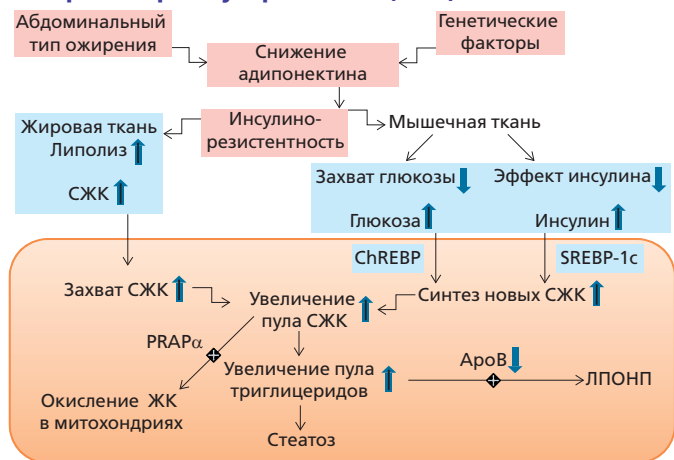 Абдоминальный
тип ожирения
Генетические
факторы
Снижение
адипонектина
Инсулино-
резистентность
Жировая ткань
Липолиз
СЖК
Мышечная ткань
Захват глюкозы
Эффект инсулина
Глюкоза
Инсулин
ChREBP
SREBP-1c
Захват СЖК
Увеличение
пула СЖК
Синтез новых СЖК
PRAPα
Увеличение пула
триглицеридов
ApoB
ЛПОНП
Окисление ЖК
в митохондриях
Стеатоз